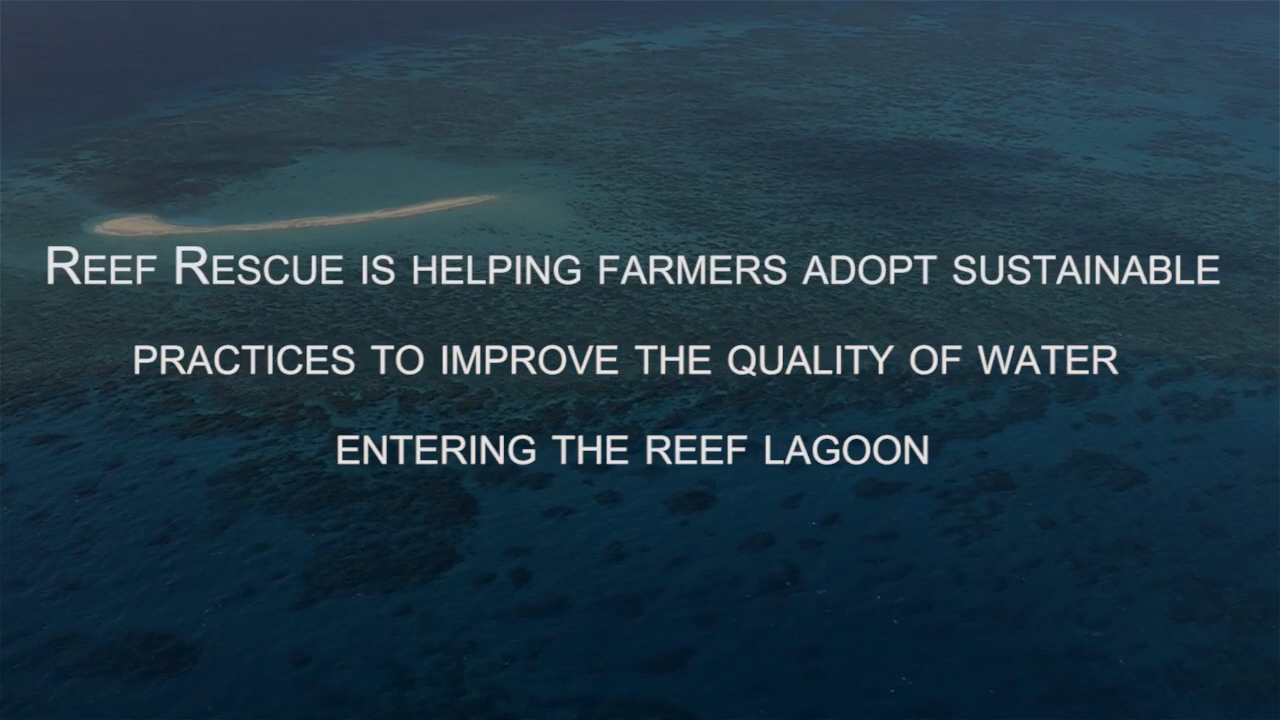 Reef Rescue is helping farmers adopt sustainable
practices to improve the quality of water
entering the reef lagoon